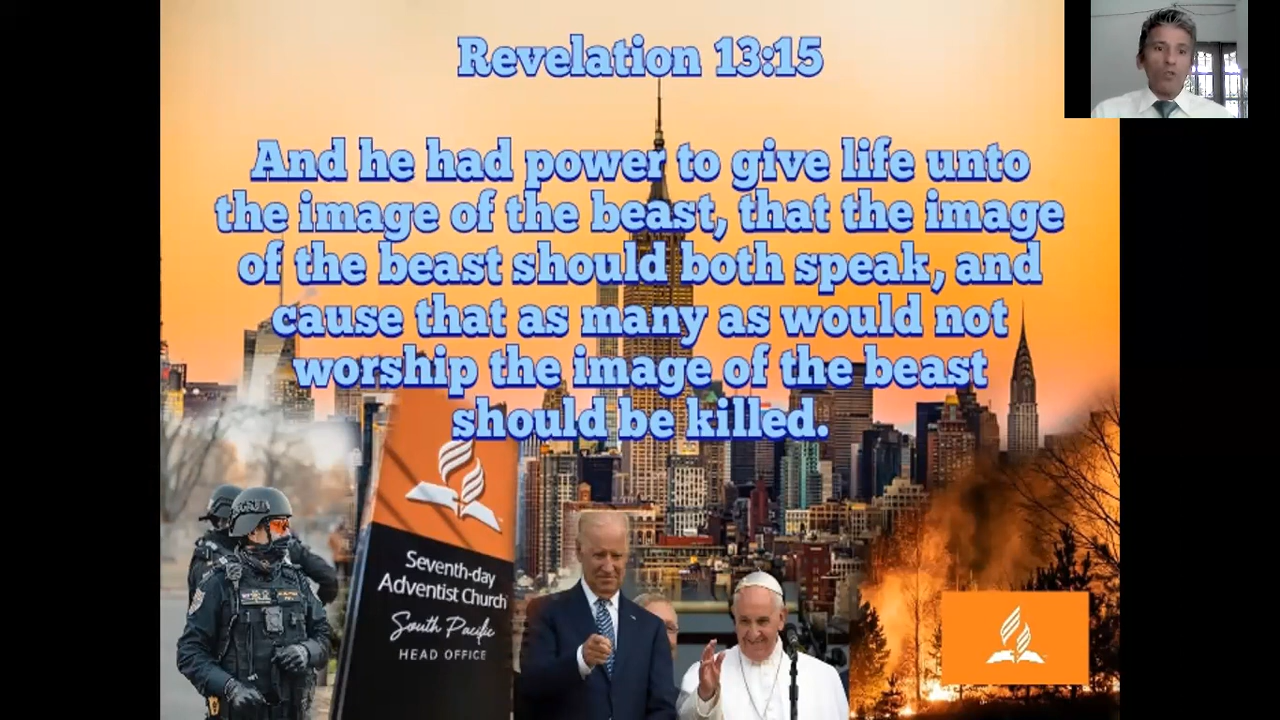 Revelation 13:15
And he had power to give life unto
the image of the beast, that the image
of the beast should both speak, and
cause that as many as would not
worship the image of the beast
should be killed.
Seventh-day
Adventist Church
South Pacific
HEAD OFFICE